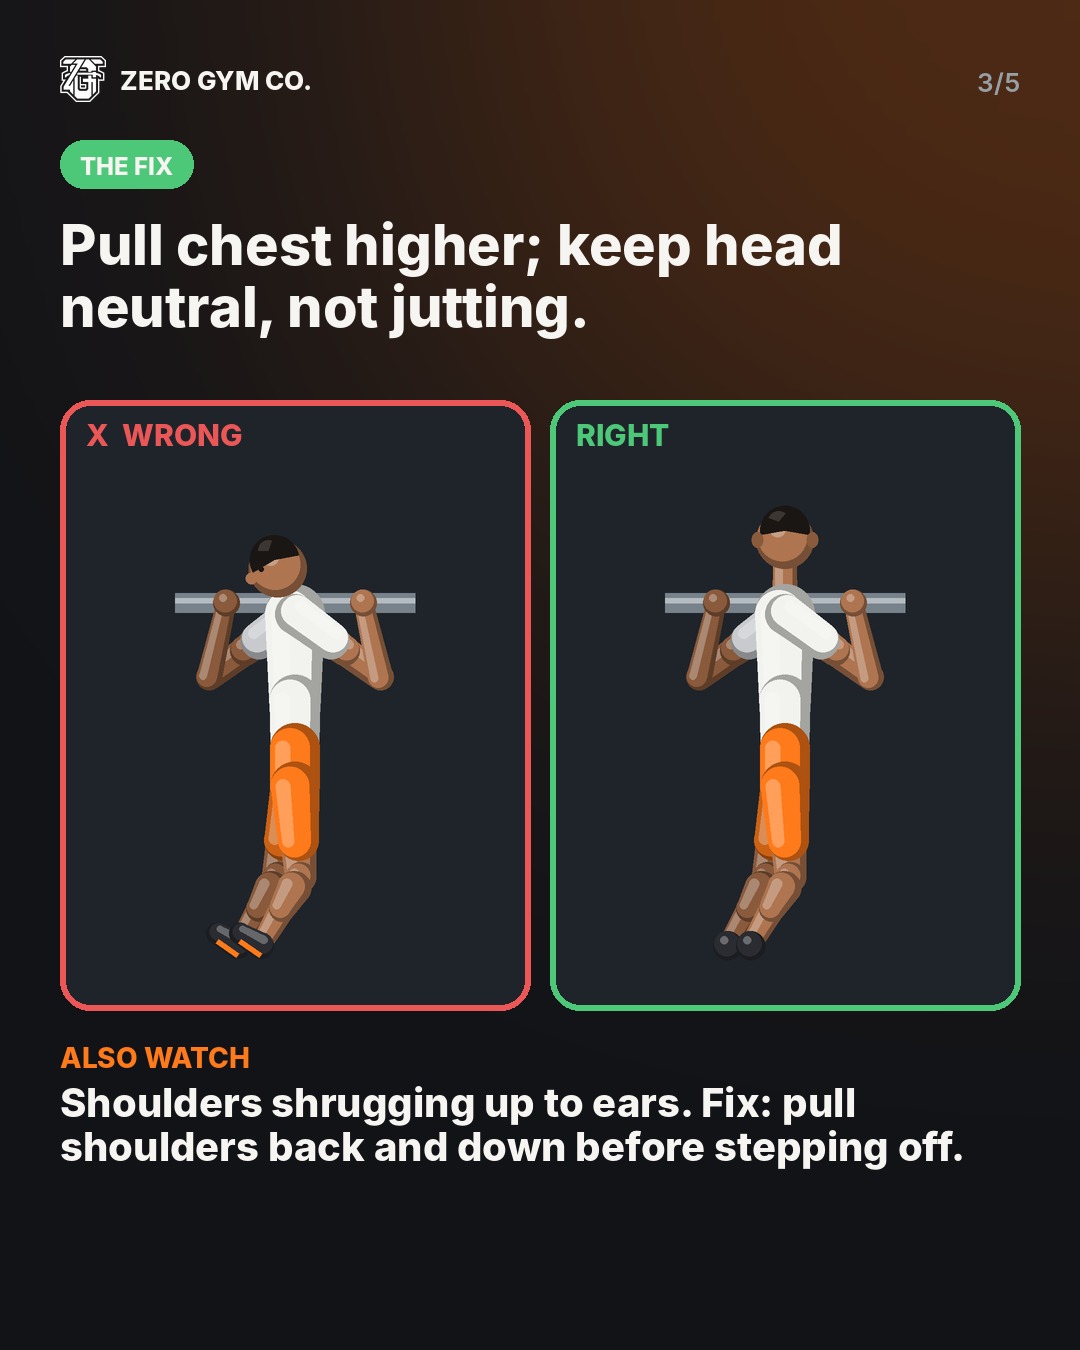 ZERO GYM CO.
3/5
THE FIX
Pull chest higher; keep head
neutral, not jutting.
X WRONG
RIGHT
ALSO WATCH
Shoulders shrugging up to ears. Fix: pull
shoulders back and down before stepping off.